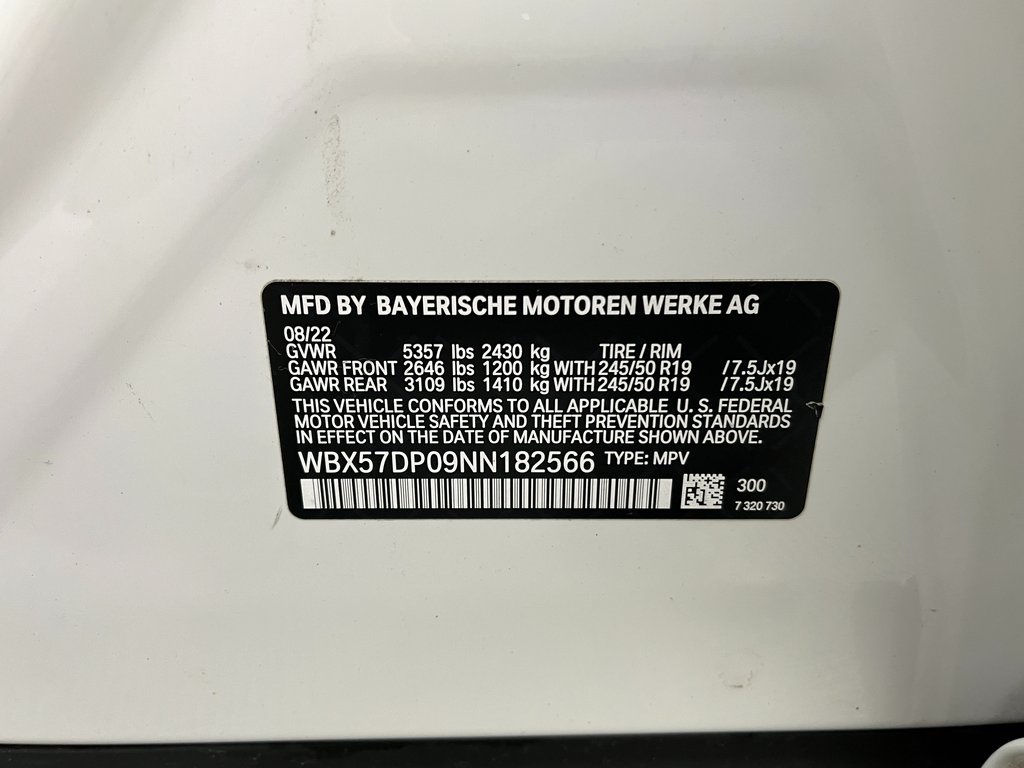 MFD BY BAYERISCHE MOTOREN WERKE AG
08/22
GVWR 5357 lbs 2430 kg TIRE / RIM
GAWR FRONT 2646 lbs 1200 kg WITH 245/50 R19 /7.5Jx19
GAWR REAR 3109 lbs 1410 kg WITH 245/50 R19 /7.5Jx19
THIS VEHICLE CONFORMS TO ALL APPLICABLE U. S. FEDERAL
MOTOR VEHICLE SAFETY AND THEFT PREVENTION STANDARDS
IN EFFECT ON THE DATE OF MANUFACTURE SHOWN ABOVE.
WBX57DP09NN182566 TYPE: MPV
300
7 320 730